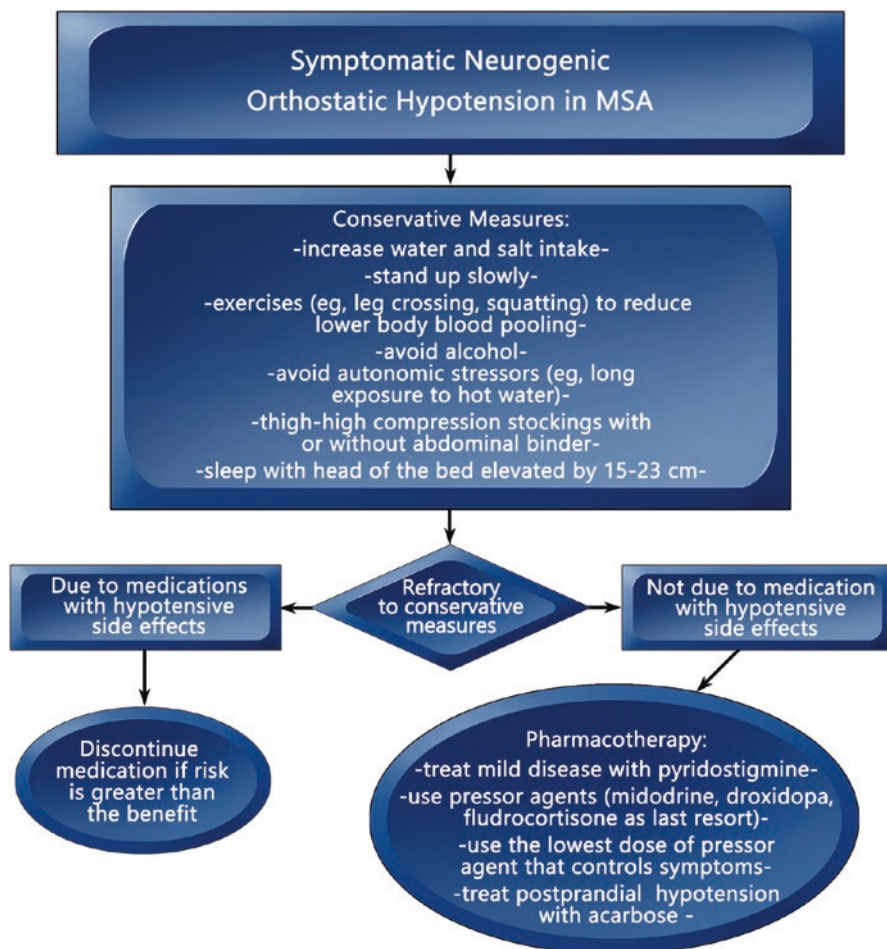 Symptomatic Neurogenic
Orthostatic Hypotension in MSA
Conservative Measures:
-increase water and salt intake-
-stand up slowly-
-exercises (eg, leg crossing, squatting) to reduce
lower body blood pooling-
-avoid alcohol-
-avoid autonomic stressors (eg, long
exposure to hot water)-
-thigh-high compression stockings with
or without abdominal binder-
-sleep with head of the bed elevated by 15-23 cm-
Due to medications
with hypotensive
side effects
Refractory
to conservative
measures
Not due to medication
with hypotensive
side effects
Discontinue
medication if risk
is greater than
the benefit
Pharmacotherapy:
-treat mild disease with pyridostigmine-
-use pressor agents (midodrine, droxidopa,
fludrocortisone as last resort)-
-use the lowest dose of pressor
agent that controls symptoms-
-treat postprandial hypotension
with acarbose -